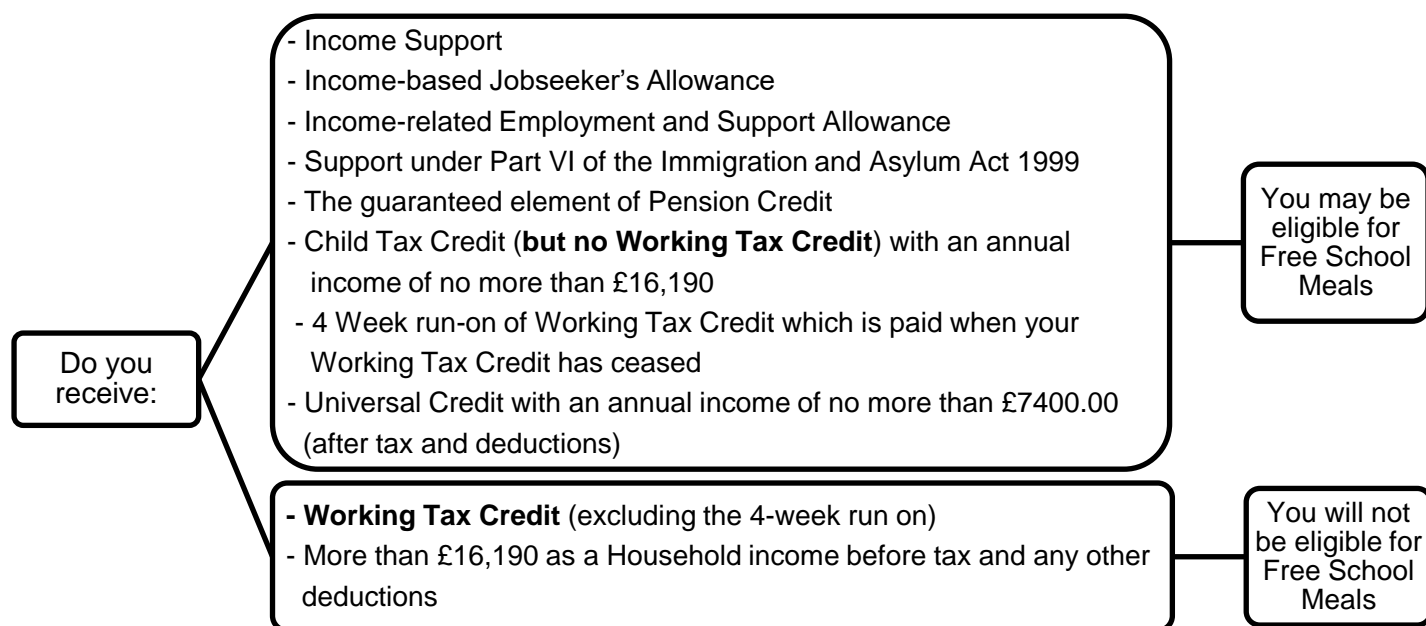 Do you
receive:
- Income Support
- Income-based Jobseeker’s Allowance
- Income-related Employment and Support Allowance
- Support under Part VI of the Immigration and Asylum Act 1999
- The guaranteed element of Pension Credit
- Child Tax Credit (but no Working Tax Credit) with an annual
income of no more than £16,190
- 4 Week run-on of Working Tax Credit which is paid when your
Working Tax Credit has ceased
- Universal Credit with an annual income of no more than £7400.00
(after tax and deductions)
You may be
eligible for
Free School
Meals
- Working Tax Credit (excluding the 4-week run on)
- More than £16,190 as a Household income before tax and any other
deductions
You will not
be eligible for
Free School
Meals